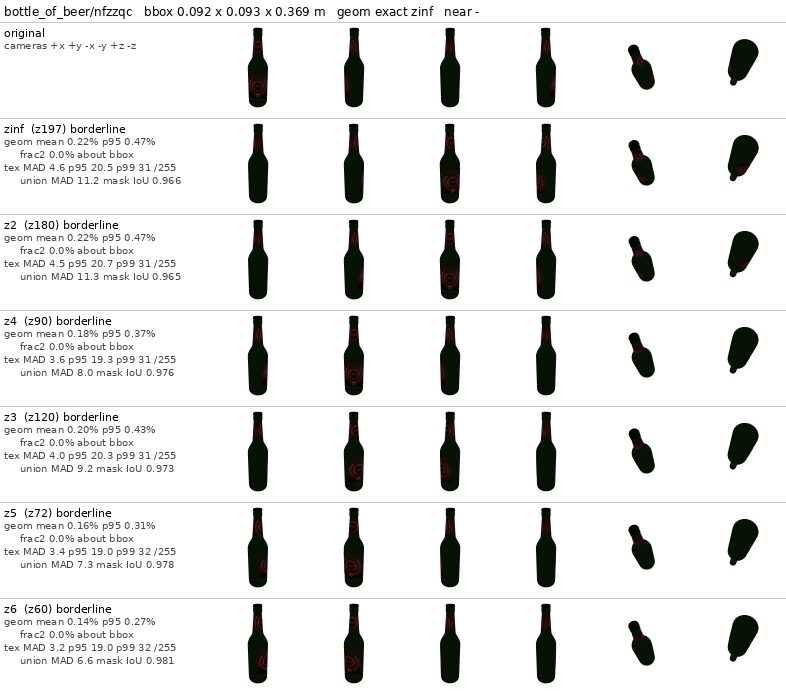 bottle_of_beer/nfzzqc bbox 0.092 x 0.093 x 0.369 m geom exact zinf near -
original
cameras +x +y -x -y +z -z
zinf (z197) borderline
geom mean 0.22% p95 0.47%
frac2 0.0% about bbox
tex MAD 4.6 p95 20.5 p99 31 /255
union MAD 11.2 mask IoU 0.966
z2 (z180) borderline
geom mean 0.22% p95 0.47%
frac2 0.0% about bbox
tex MAD 4.5 p95 20.7 p99 31 /255
union MAD 11.3 mask IoU 0.965
z4 (z90) borderline
geom mean 0.18% p95 0.37%
frac2 0.0% about bbox
tex MAD 3.6 p95 19.3 p99 31 /255
union MAD 8.0 mask IoU 0.976
z3 (z120) borderline
geom mean 0.20% p95 0.43%
frac2 0.0% about bbox
tex MAD 4.0 p95 20.3 p99 31 /255
union MAD 9.2 mask IoU 0.973
z5 (z72) borderline
geom mean 0.16% p95 0.31%
frac2 0.0% about bbox
tex MAD 3.4 p95 19.0 p99 32 /255
union MAD 7.3 mask IoU 0.978
z6 (z60) borderline
geom mean 0.14% p95 0.27%
frac2 0.0% about bbox
tex MAD 3.2 p95 19.0 p99 32 /255
union MAD 6.6 mask IoU 0.981